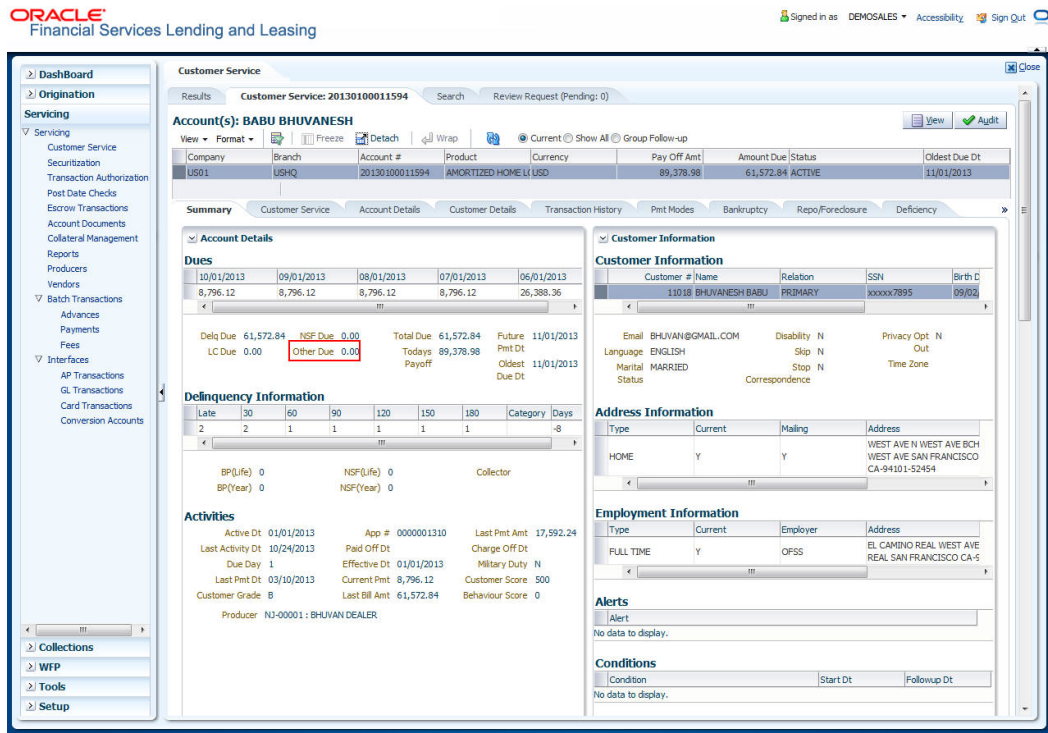 ORACLE
Financial Services Lending and Leasing
Signed in as DEMOSALES Accessibility Sign Out
Close
DashBoard
Origination
Servicing
Servicing
Customer Service
Securitization
Transaction Authorization
Post Date Checks
Escrow Transactions
Account Documents
Collateral Management
Reports
Producers
Vendors
Batch Transactions
Advances
Payments
Fees
Interfaces
AP Transactions
GL Transactions
Card Transactions
Conversion Accounts
Collections
WFP
Tools
Setup
Customer Service
Results Customer Service: 20130100011594 Search Review Request (Pending: 0)
Account(s): BABU BHUVANESH
View Audit
View Format Freeze Detach Wrap Current Show All Group Follow-up
Company Branch Account # Product Currency Pay Off Amt Amount Due Status Oldest Due Dt
US01 USHQ 20130100011594 AMORTIZED HOME LO USD 89,378.98 61,572.84 ACTIVE 11/01/2013
Summary Customer Service Account Details Customer Details Transaction History Pmt Modes Bankruptcy Repo/Foreclosure Deficiency »
Account Details
Dues
10/01/2013 09/01/2013 08/01/2013 07/01/2013 06/01/2013
8,796.12 8,796.12 8,796.12 8,796.12 26,388.36
Delq Due 61,572.84 NSF Due 0.00 Total Due 61,572.84 Future Pmt Dt 11/01/2013
LC Due 0.00 Other Due 0.00 Todays Payoff 89,378.98 Oldest Due Dt 11/01/2013
Delinquency Information
Late 30 60 90 120 150 180 Category Days
2 2 1 1 1 1 1 -8
BP(Life) 0 NSF(Life) 0 Collector
BP(Year) 0 NSF(Year) 0
Activities
Active Dt 01/01/2013 App # 0000001310 Last Pmt Amt 17,592.24
Last Activity Dt 10/24/2013 Paid Off Dt Charge Off Dt
Due Day 1 Effective Dt 01/01/2013 Military Duty N
Last Pmt Dt 03/10/2013 Current Pmt 8,796.12 Customer Score 500
Customer Grade B Last Bill Amt 61,572.84 Behaviour Score 0
Producer NJ-00001 : BHUVAN DEALER
Customer Information
Customer Information
Customer # Name Relation SSN Birth D
11018 BHUVANESH BABU PRIMARY xxxxx7895 09/02/
Email BHUVAN@GMAIL.COM Disability N Privacy Opt Out N
Language ENGLISH Skip N Time Zone
Marital Status MARRIED Stop Correspondence N
Address Information
Type Current Mailing Address
HOME Y Y WEST AVE N WEST AVE BCH
WEST AVE SAN FRANCISCO
CA-94101-52454
Employment Information
Type Current Employer Address
FULL TIME Y OFSS EL CAMINO REAL WEST AVE
REAL SAN FRANCISCO CA-9
Alerts
Alert
No data to display.
Conditions
Condition Start Dt Followup Dt
No data to display.